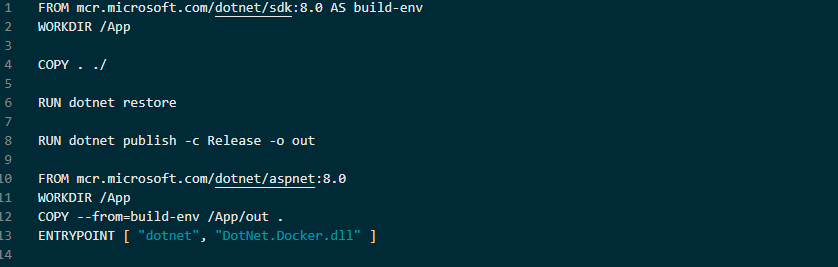 1 FROM mcr.microsoft.com/dotnet/sdk:8.0 AS build-env
2 WORKDIR /App
3
4 COPY . ./
5
6 RUN dotnet restore
7
8 RUN dotnet publish -c Release -o out
9
10 FROM mcr.microsoft.com/dotnet/aspnet:8.0
11 WORKDIR /App
12 COPY --from=build-env /App/out .
13 ENTRYPOINT [ "dotnet", "DotNet.Docker.dll" ]
14